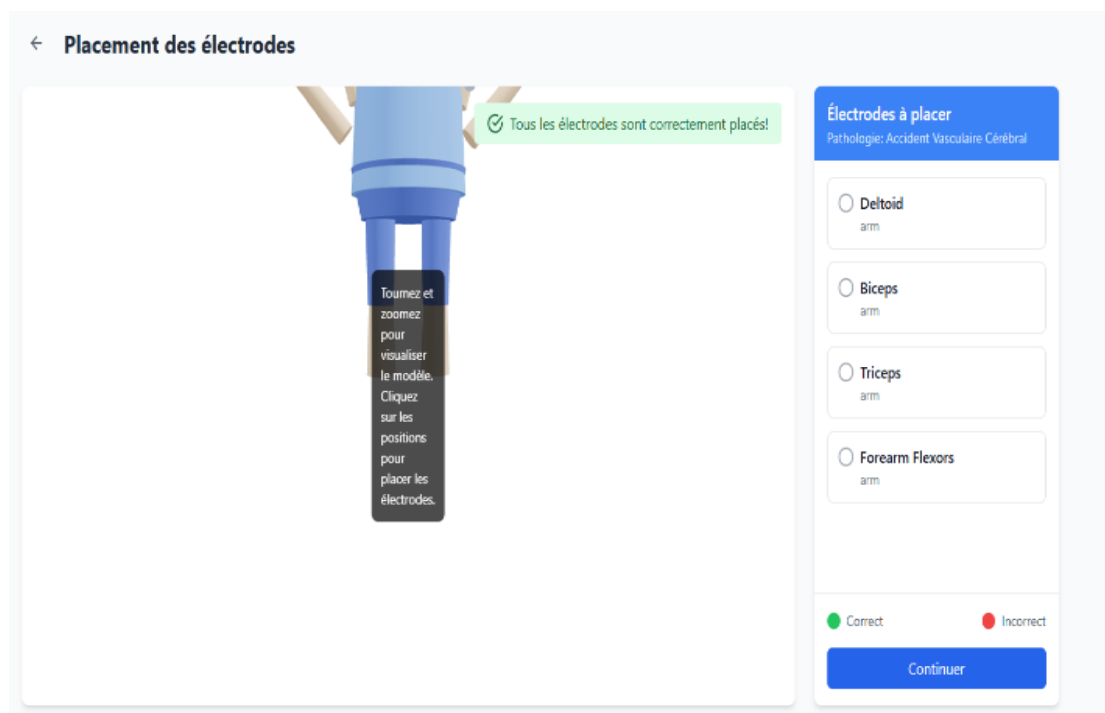 Placement des électrodes
Tous les électrodes sont correctement placés!
Tournez et
zoomez
pour
visualiser
le modèle.
Cliquez
sur les
positions
pour
placer les
électrodes.
Électrodes à placer
Pathologie: Accident Vasculaire Cérébral
Deltoid
arm
Biceps
arm
Triceps
arm
Forearm Flexors
arm
Correct
Incorrect
Continuer